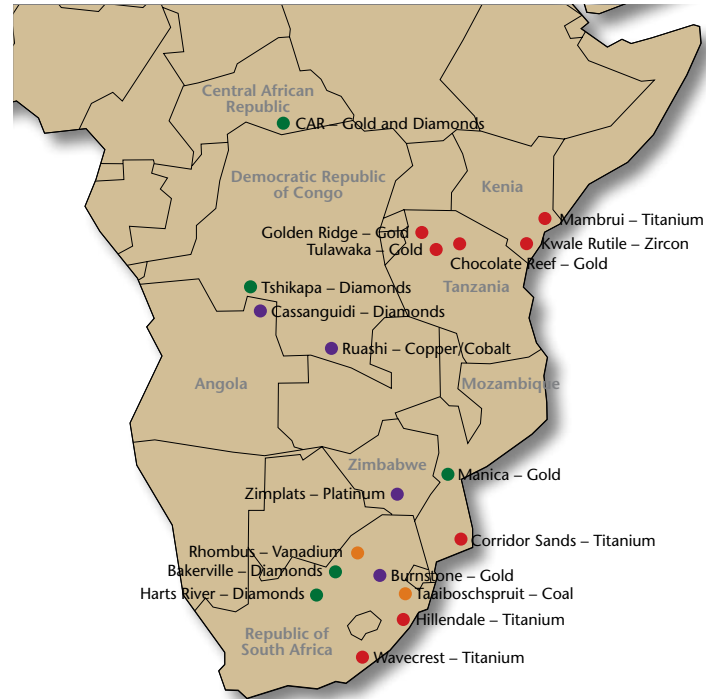 Central African
Republic
CAR – Gold and Diamonds
Democratic Republic
of Congo
Kenia
Mambrui – Titanium
Golden Ridge – Gold
Kwale Rutile – Zircon
Tulawaka – Gold
Chocolate Reef – Gold
Tshikapa – Diamonds
Tanzania
Cassanguidi – Diamonds
Ruashi – Copper/Cobalt
Angola
Mozambique
Zimbabwe
Manica – Gold
Zimplats – Platinum
Corridor Sands – Titanium
Rhombus – Vanadium
Bakerville – Diamonds
Burnstone – Gold
Harts River – Diamonds
Taaiboschspruit – Coal
Hillendale – Titanium
Republic of
South Africa
Wavecrest – Titanium